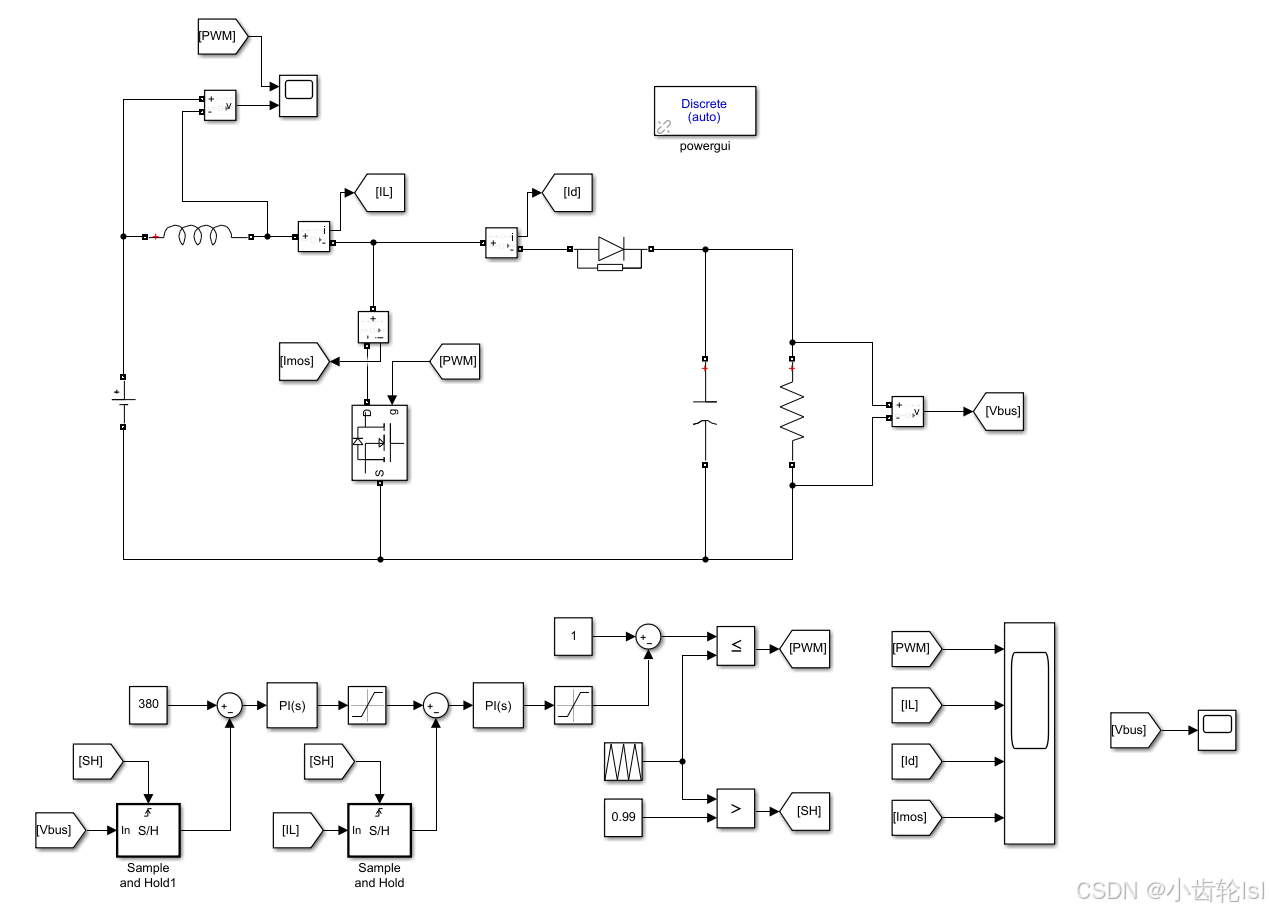 [PWM]
+
-
v
Discrete
(auto)
powergui
[IL]
[Id]
+
i
-
+
i
-
+
i
-
[Imos]
[PWM]
D
g
S
+
+
+
+
+
-
v
[Vbus]
1
+
-
≤
[PWM]
[PWM]
380
+
-
PI(s)
+
-
PI(s)
[IL]
[SH]
[SH]
[Id]
[Vbus]
0.99
>
[SH]
[Vbus]
In
S/H
[IL]
In
S/H
[Imos]
Sample
and Hold1
Sample
and Hold
CSDN @小齿轮lsl